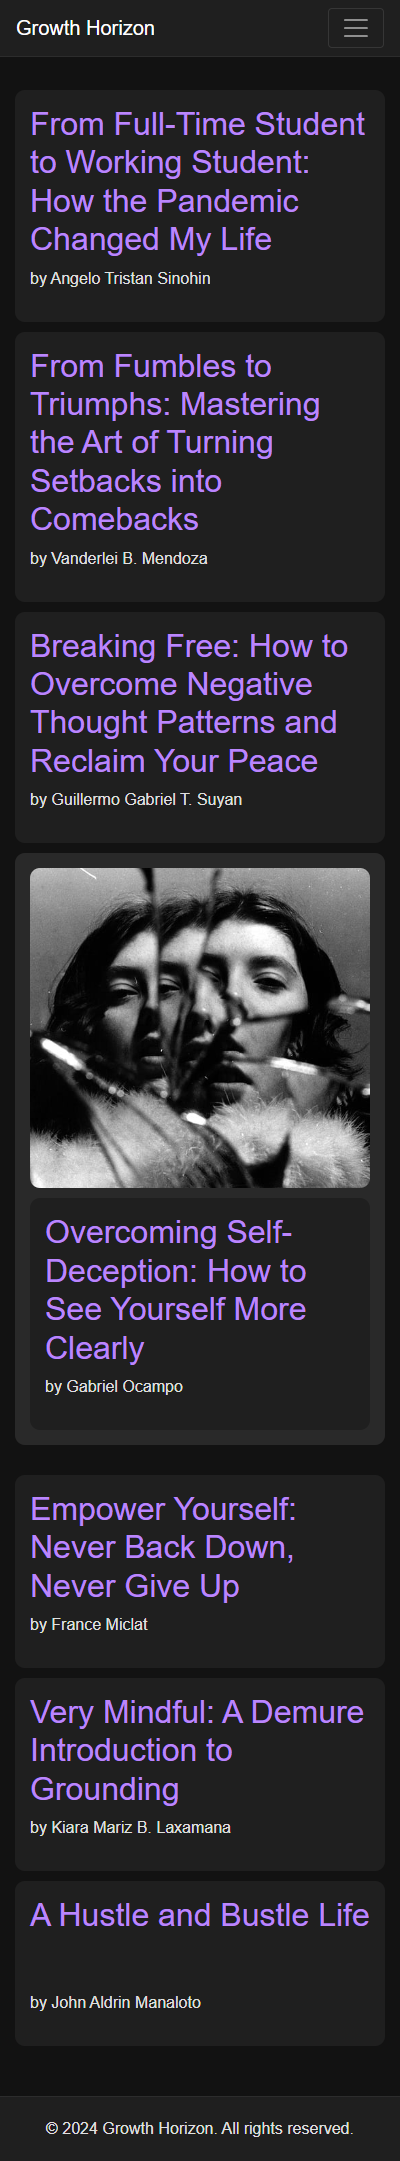 Growth Horizon
From Full-Time Student
to Working Student:
How the Pandemic
Changed My Life
by Angelo Tristan Sinohin
From Fumbles to
Triumphs: Mastering
the Art of Turning
Setbacks into
Comebacks
by Vanderlei B. Mendoza
Breaking Free: How to
Overcome Negative
Thought Patterns and
Reclaim Your Peace
by Guillermo Gabriel T. Suyan
Overcoming Self-
Deception: How to
See Yourself More
Clearly
by Gabriel Ocampo
Empower Yourself:
Never Back Down,
Never Give Up
by France Miclat
Very Mindful: A Demure
Introduction to
Grounding
by Kiara Mariz B. Laxamana
A Hustle and Bustle Life
by John Aldrin Manaloto
© 2024 Growth Horizon. All rights reserved.